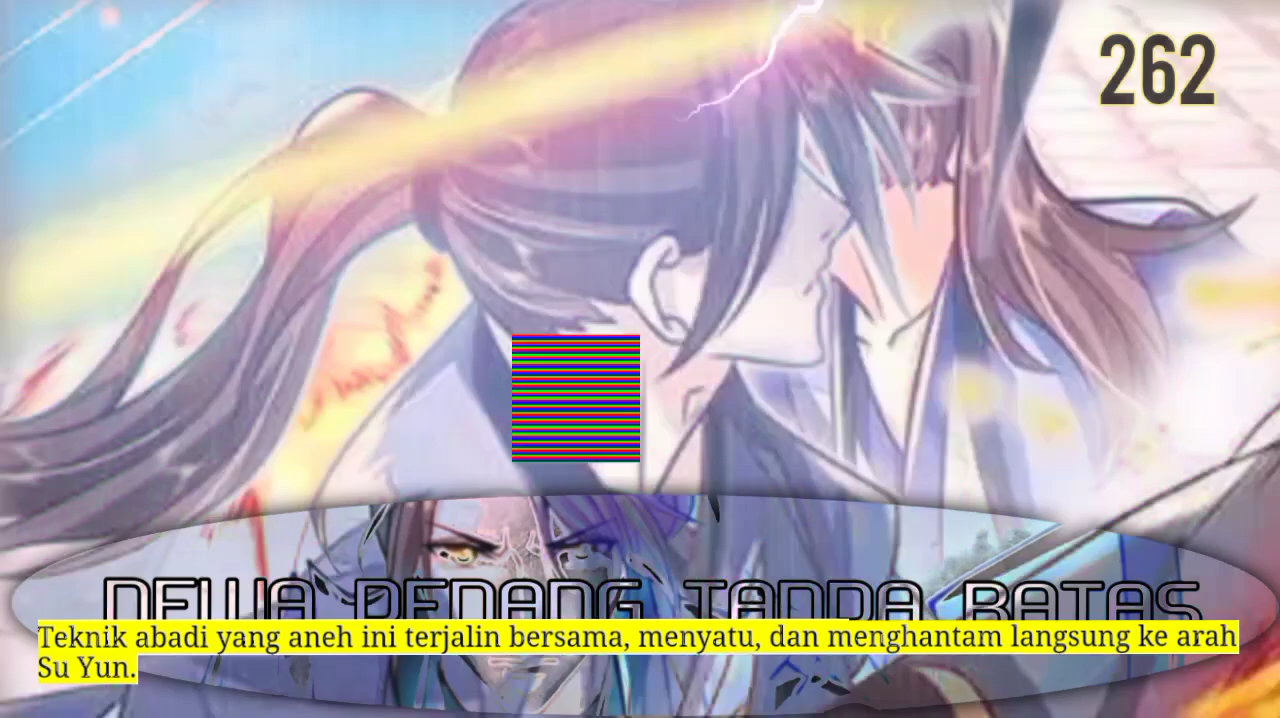 262
DEWA PEDANG TANPA BATAS
Teknik abadi yang aneh ini terjalin bersama, menyatu, dan menghantam langsung ke arah
Su Yun.